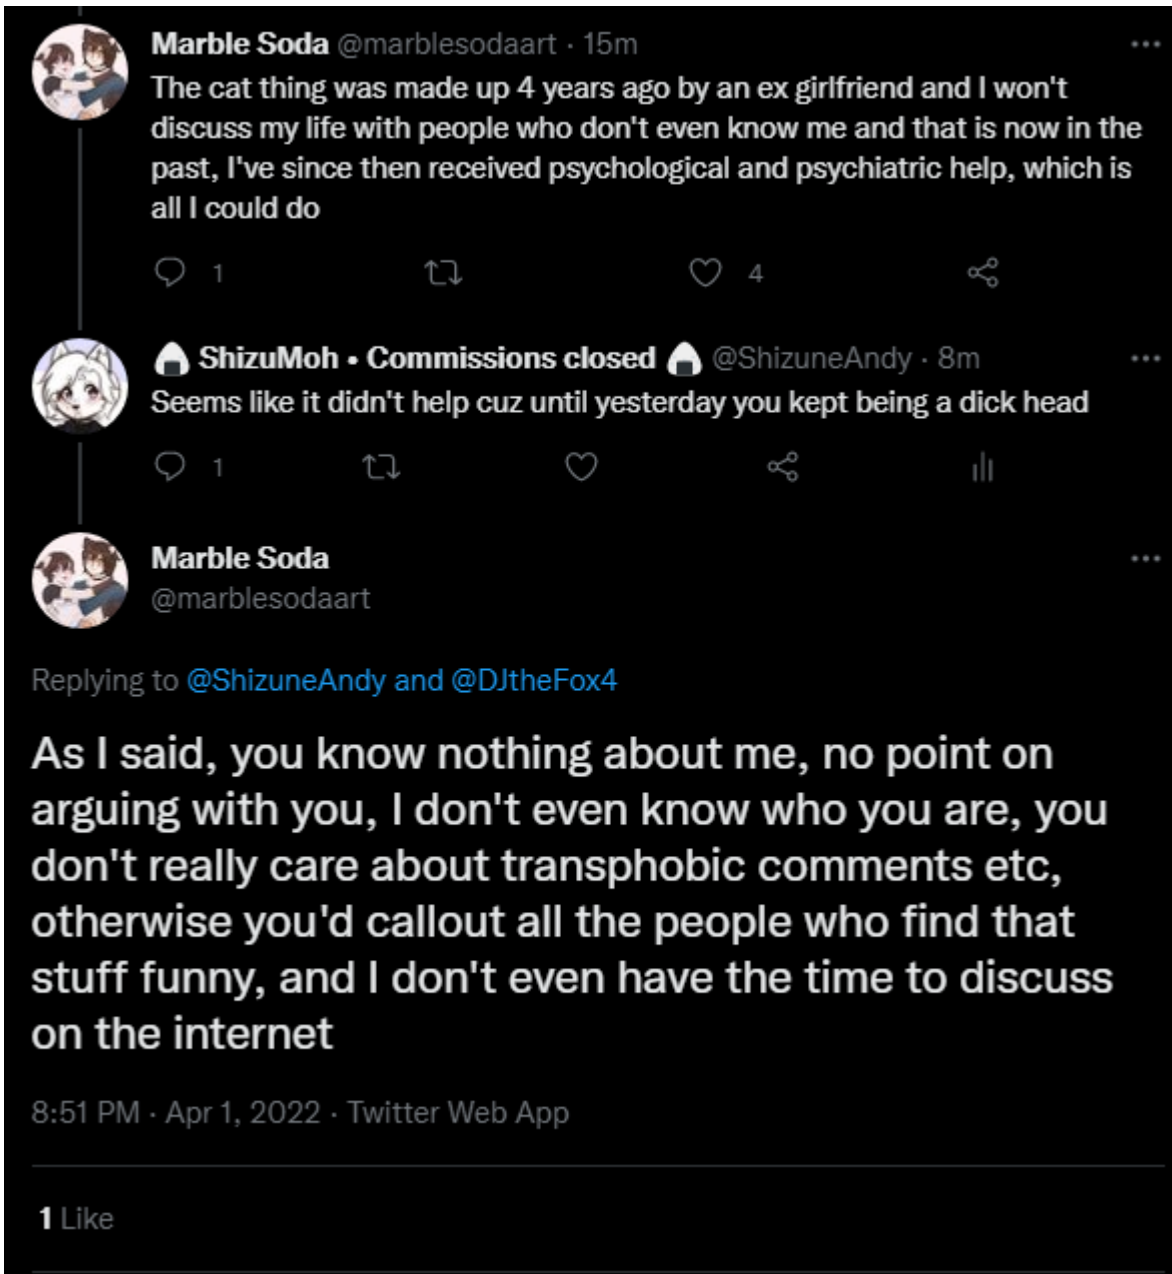 Marble Soda @marblesodaart · 15m
The cat thing was made up 4 years ago by an ex girlfriend and I won't
discuss my life with people who don't even know me and that is now in the
past, I've since then received psychological and psychiatric help, which is
all I could do
1 4
🍙 ShizuMoh • Commissions closed 🍙 @ShizuneAndy · 8m
Seems like it didn't help cuz until yesterday you kept being a dick head
1
Marble Soda
@marblesodaart
Replying to @ShizuneAndy and @DJtheFox4
As I said, you know nothing about me, no point on
arguing with you, I don't even know who you are, you
don't really care about transphobic comments etc,
otherwise you'd callout all the people who find that
stuff funny, and I don't even have the time to discuss
on the internet
8:51 PM · Apr 1, 2022 · Twitter Web App
1 Like